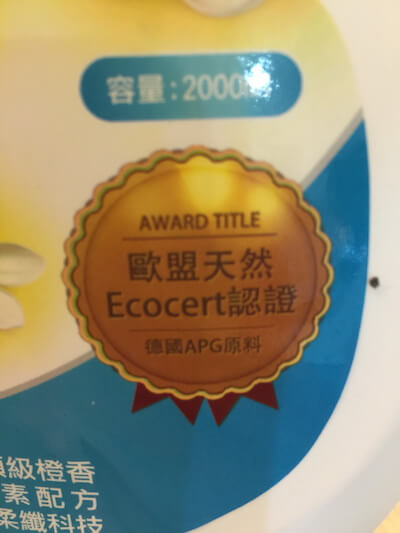 容量：2000
AWARD TITLE
歐盟天然
Ecocert認證
德國APG原料
級橙香
素配方
柔纖科技